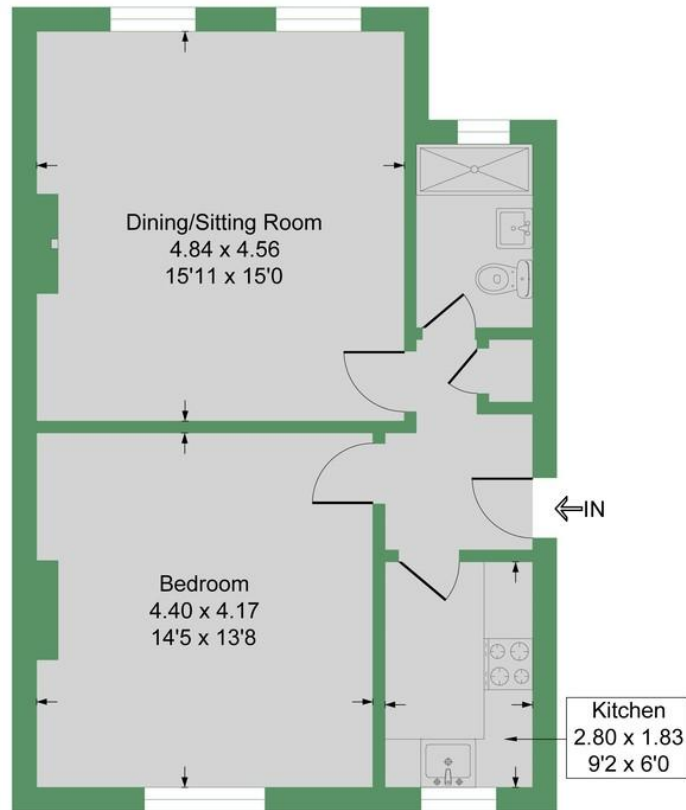 Dining/Sitting Room
4.84 x 4.56
15'11 x 15'0
IN
Bedroom
4.40 x 4.17
14'5 x 13'8
Kitchen
2.80 x 1.83
9'2 x 6'0